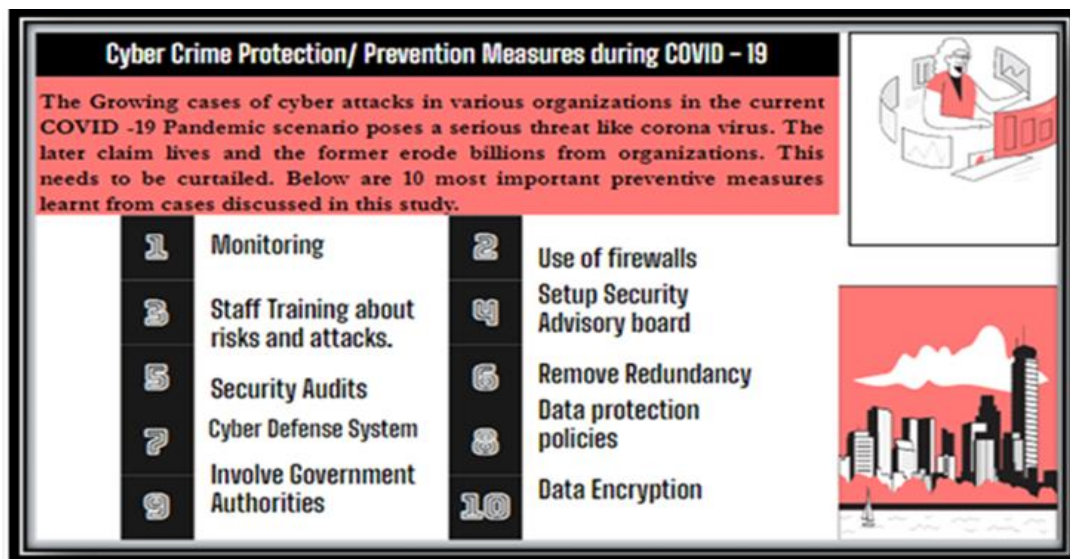 Cyber Crime Protection/ Prevention Measures during COVID – 19
The Growing cases of cyber attacks in various organizations in the current
COVID -19 Pandemic scenario poses a serious threat like corona virus. The
later claim lives and the former erode billions from organizations. This
needs to be curtailed. Below are 10 most important preventive measures
learnt from cases discussed in this study.
1 Monitoring
2 Use of firewalls
3 Staff Training about
risks and attacks.
4 Setup Security
Advisory board
5 Security Audits
6 Remove Redundancy
7 Cyber Defense System
8 Data protection
policies
9 Involve Government
Authorities
10 Data Encryption